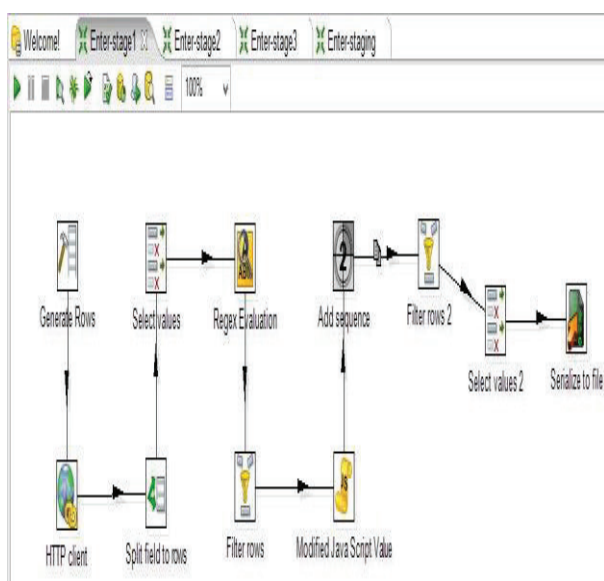 Welcome! Enter-stage1 Enter-stage2 Enter-stage3 Enter-staging
100%
Generate Rows Select values Regex Evaluation Add sequence Filter rows 2
Select values 2 Serialize to file
HTTP client Split field to rows Filter rows Modified Java Script Value